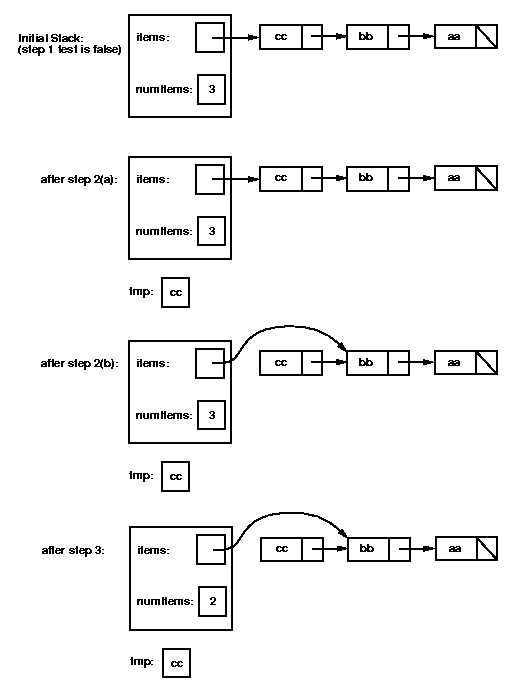 Initial Stack:
(step 1 test is false)
items:
cc bb aa
numItems: 3
after step 2(a):
items:
cc bb aa
numItems: 3
tmp: cc
after step 2(b):
items:
cc bb aa
numItems: 3
tmp: cc
after step 3:
items:
cc bb aa
numItems: 2
tmp: cc